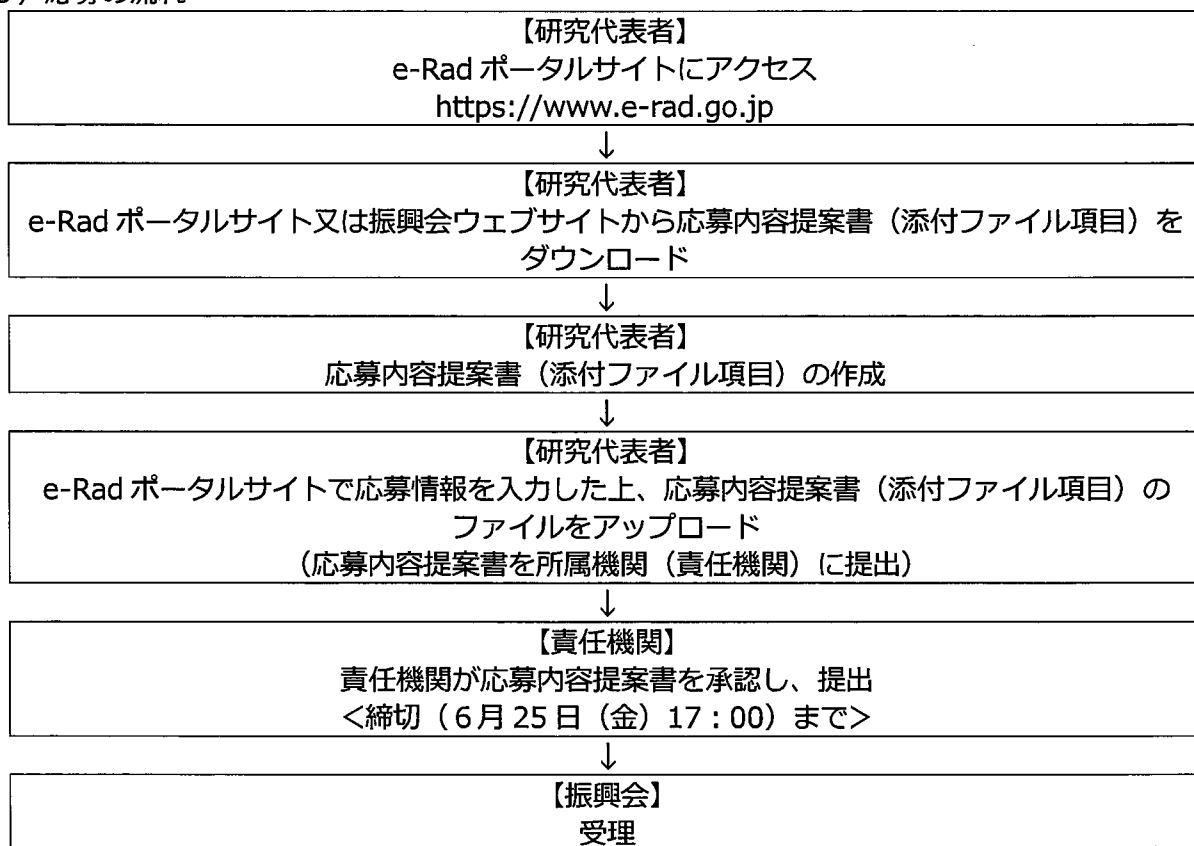 【研究代表者】
e-Rad ポータルサイトにアクセス
https://www.e-rad.go.jp
↓
【研究代表者】
e-Rad ポータルサイト又は振興会ウェブサイトから応募内容提案書（添付ファイル項目）を
ダウンロード
↓
【研究代表者】
応募内容提案書（添付ファイル項目）の作成
↓
【研究代表者】
e-Rad ポータルサイトで応募情報を入力した上、応募内容提案書（添付ファイル項目）の
ファイルをアップロード
（応募内容提案書を所属機関（責任機関）に提出）
↓
【責任機関】
責任機関が応募内容提案書を承認し、提出
＜締切（６月 25 日（金）17：00）まで＞
↓
【振興会】
受理